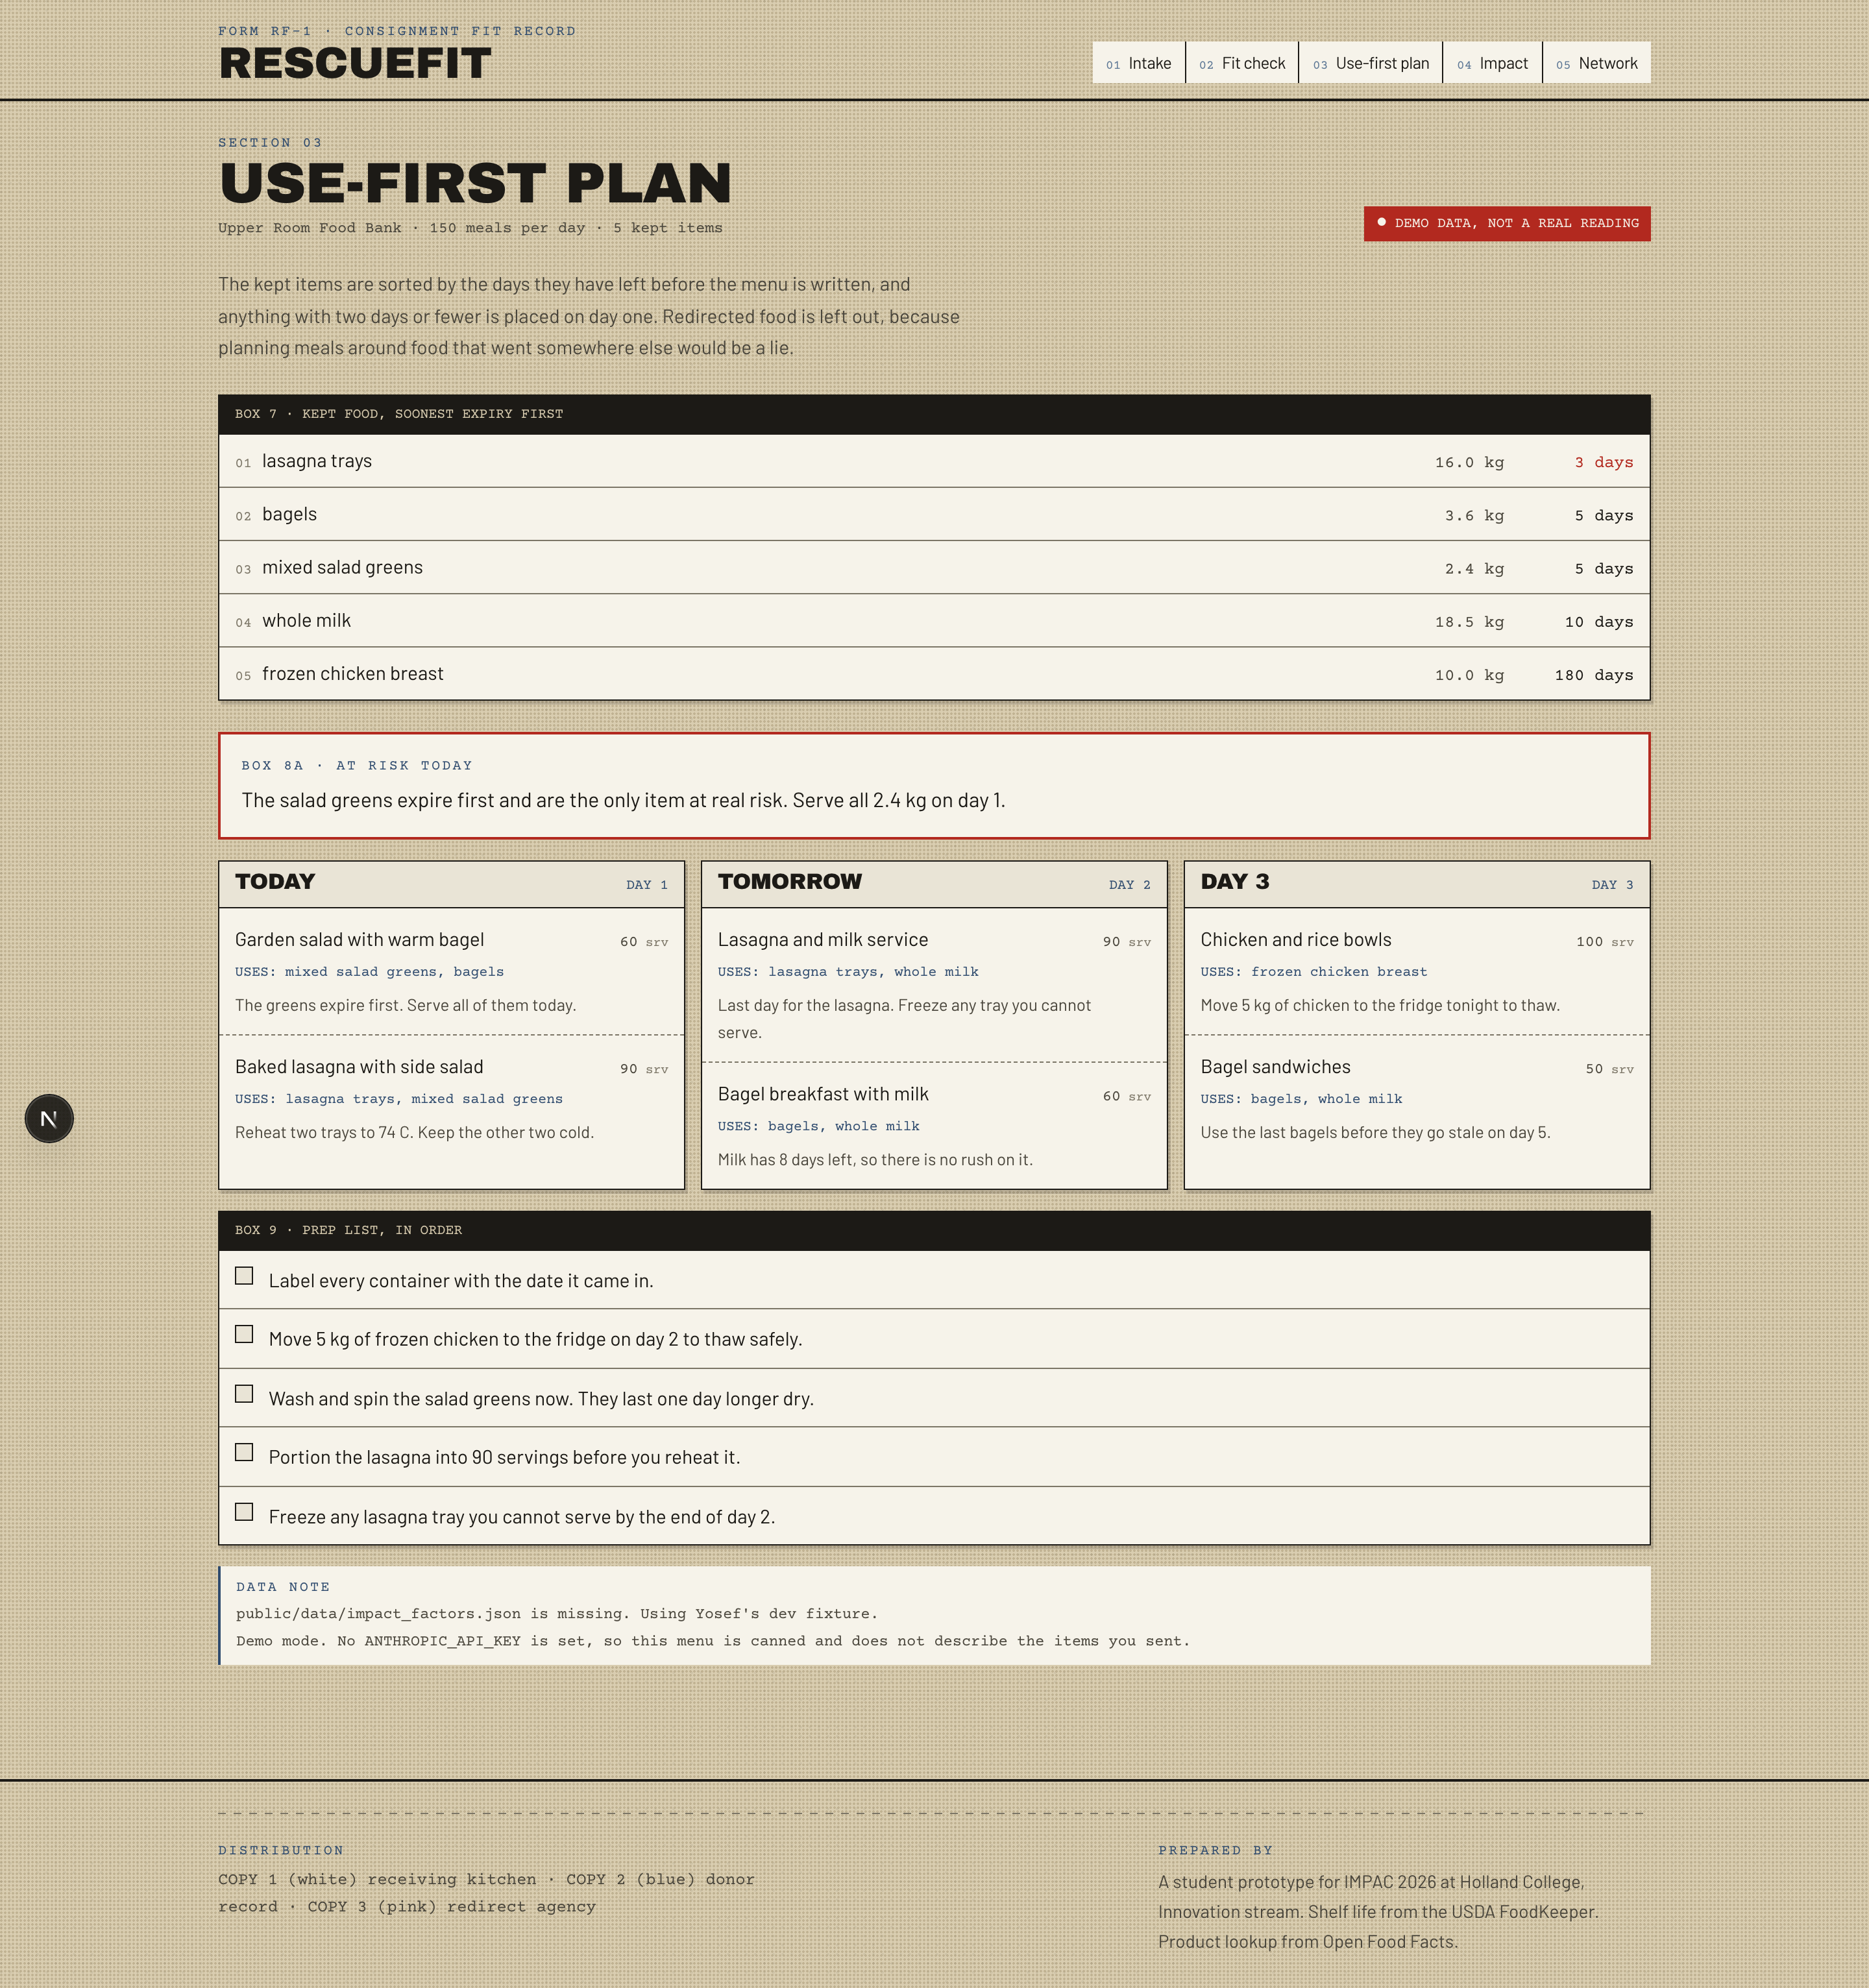 FORM RF-1 · CONSIGNMENT FIT RECORD
RESCUEFIT
01 Intake
02 Fit check
03 Use-first plan
04 Impact
05 Network
SECTION 03
USE-FIRST PLAN
Upper Room Food Bank · 150 meals per day · 5 kept items
DEMO DATA, NOT A REAL READING
The kept items are sorted by the days they have left before the menu is written, and
anything with two days or fewer is placed on day one. Redirected food is left out, because
planning meals around food that went somewhere else would be a lie.
BOX 7 · KEPT FOOD, SOONEST EXPIRY FIRST
01 lasagna trays 16.0 kg 3 days
02 bagels 3.6 kg 5 days
03 mixed salad greens 2.4 kg 5 days
04 whole milk 18.5 kg 10 days
05 frozen chicken breast 10.0 kg 180 days
BOX 8A · AT RISK TODAY
The salad greens expire first and are the only item at real risk. Serve all 2.4 kg on day 1.
TODAY DAY 1
Garden salad with warm bagel 60 srv
USES: mixed salad greens, bagels
The greens expire first. Serve all of them today.
Baked lasagna with side salad 90 srv
USES: lasagna trays, mixed salad greens
Reheat two trays to 74 C. Keep the other two cold.
TOMORROW DAY 2
Lasagna and milk service 90 srv
USES: lasagna trays, whole milk
Last day for the lasagna. Freeze any tray you cannot
serve.
Bagel breakfast with milk 60 srv
USES: bagels, whole milk
Milk has 8 days left, so there is no rush on it.
DAY 3 DAY 3
Chicken and rice bowls 100 srv
USES: frozen chicken breast
Move 5 kg of chicken to the fridge tonight to thaw.
Bagel sandwiches 50 srv
USES: bagels, whole milk
Use the last bagels before they go stale on day 5.
N
BOX 9 · PREP LIST, IN ORDER
Label every container with the date it came in.
Move 5 kg of frozen chicken to the fridge on day 2 to thaw safely.
Wash and spin the salad greens now. They last one day longer dry.
Portion the lasagna into 90 servings before you reheat it.
Freeze any lasagna tray you cannot serve by the end of day 2.
DATA NOTE
public/data/impact_factors.json is missing. Using Yosef's dev fixture.
Demo mode. No ANTHROPIC_API_KEY is set, so this menu is canned and does not describe the items you sent.
DISTRIBUTION
COPY 1 (white) receiving kitchen · COPY 2 (blue) donor
record · COPY 3 (pink) redirect agency
PREPARED BY
A student prototype for IMPAC 2026 at Holland College,
Innovation stream. Shelf life from the USDA FoodKeeper.
Product lookup from Open Food Facts.